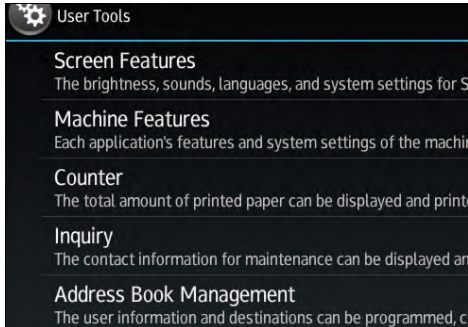 User Tools
Screen Features
The brightness, sounds, languages, and system settings for S
Machine Features
Each application's features and system settings of the machin
Counter
The total amount of printed paper can be displayed and printe
Inquiry
The contact information for maintenance can be displayed an
Address Book Management
The user information and destinations can be programmed, c